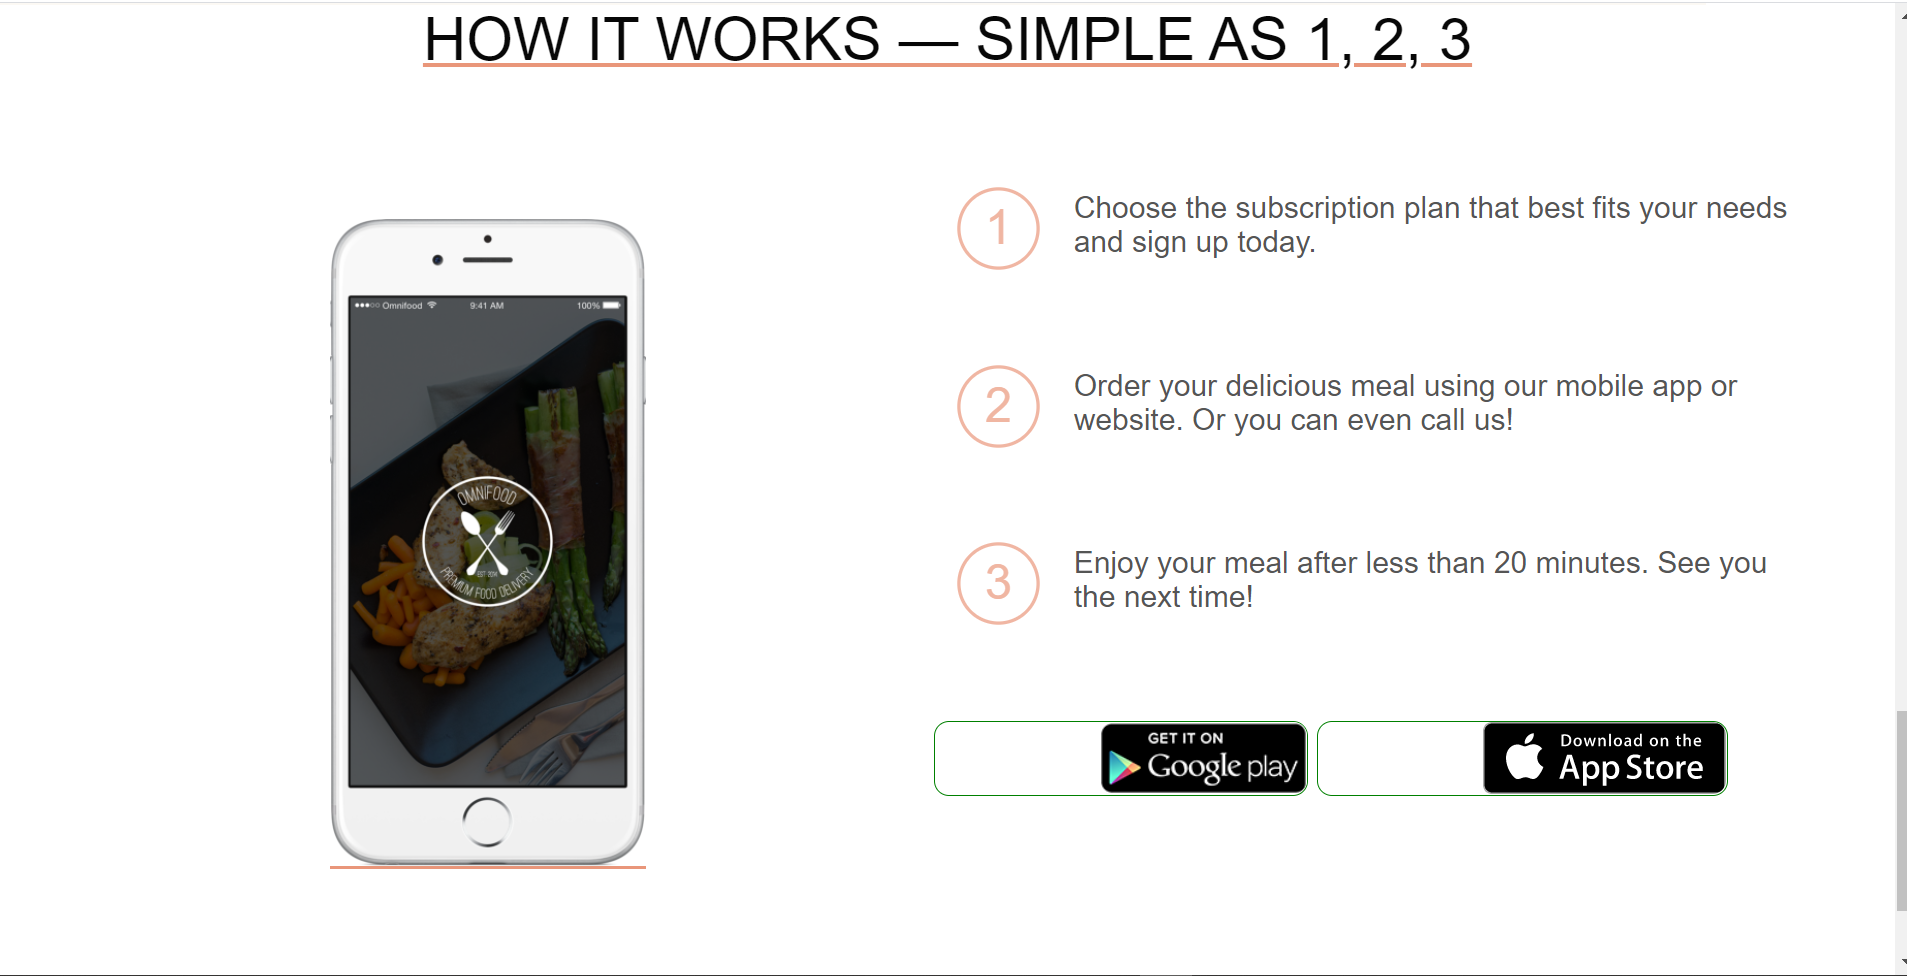 HOW IT WORKS — SIMPLE AS 1, 2, 3
1
Choose the subscription plan that best fits your needs
and sign up today.
Omnifood
9:41 AM
100%
2
Order your delicious meal using our mobile app or
website. Or you can even call us!
OMNIFOOD
EST. 2014
PREMIUM FOOD DELIVERY
3
Enjoy your meal after less than 20 minutes. See you
the next time!
GET IT ON
Google play
Download on the
App Store